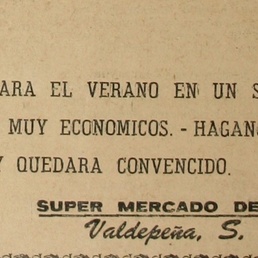 ARA EL VERANO EN UN S
MUY ECONOMICOS. - HAGAN
Y QUEDARA CONVENCIDO.
SUPER MERCADO DE
Valdepeña, S.